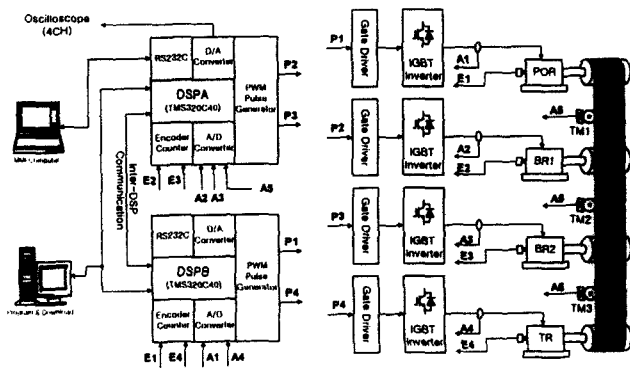 Oscilloscope
(4CH)
RS232C
D/A
Converter
DSPA
(TMS320C40)
PWM
Pulse
Generator
Encoder
Counter
A/D
Converter
P2
P3
E2
E3
A2
A3
A5
Inter-DSP
Communication
RS232C
D/A
Converter
DSPB
(TMS320C40)
PWM
Pulse
Generator
Encoder
Counter
A/D
Converter
P1
P4
E1
E4
A1
A4
P1
Gate Driver
IGBT
Inverter
A1
E1
POR
A5
TM1
P2
Gate Driver
IGBT
Inverter
A2
E2
BR1
A5
TM2
P3
Gate Driver
IGBT
Inverter
A3
E3
BR2
TM3
P4
Gate Driver
IGBT
Inverter
A4
E4
TR